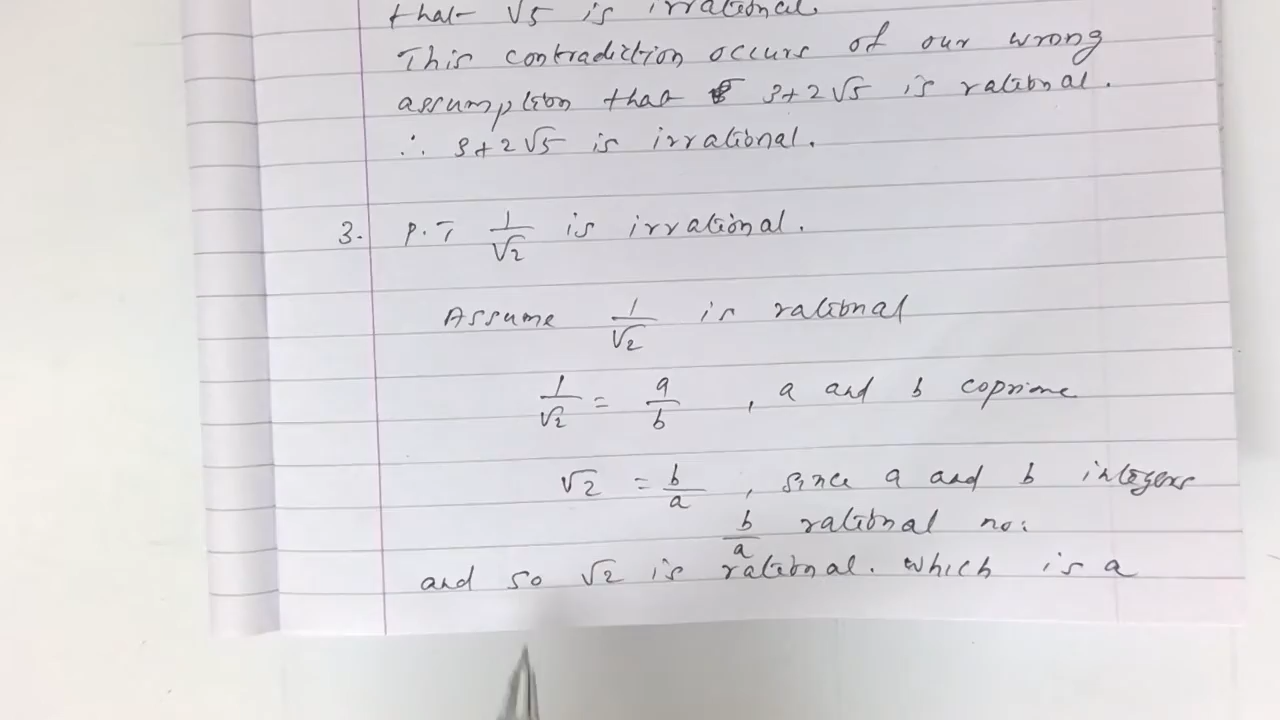 that √5 is irrational.
This contradiction occurs of our wrong
assumption that 3+2√5 is rational.
∴ 3+2√5 is irrational.
3. P.T 1/√2 is irrational.
Assume 1/√2 is rational
1/√2 = a/b , a and b coprime
√2 = b/a , since a and b integers
b/a rational no:
and so √2 is rational. which is a